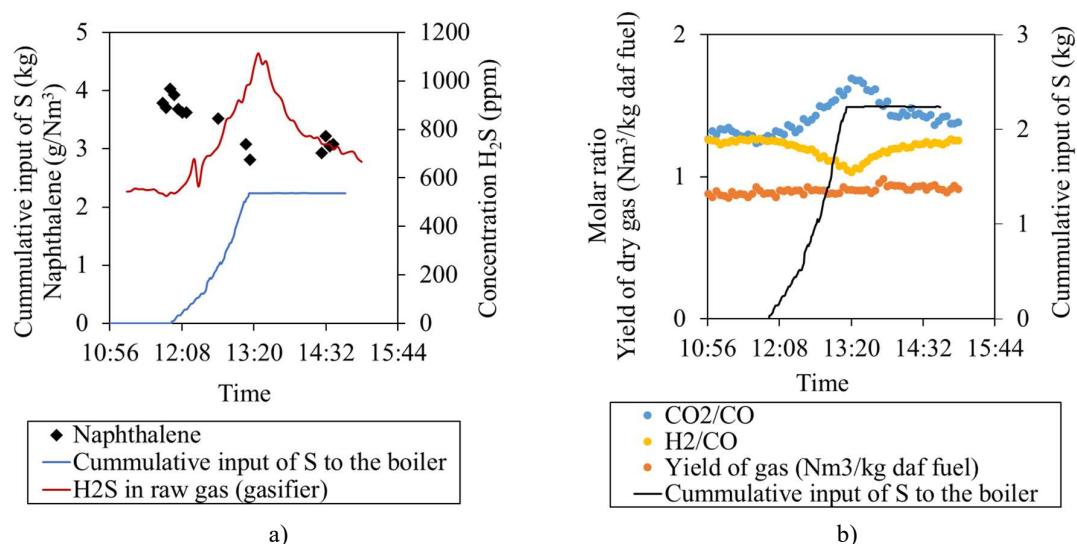 Cummulative input of S (kg)
Naphthalene (g/Nm³)
5
4
3
2
1
0
1200
1000
800
600
400
200
0
Concentration H₂S (ppm)
10:56 12:08 13:20 14:32 15:44
Time
Naphthalene
Cummulative input of S to the boiler
H2S in raw gas (gasifier)
a)
Molar ratio
Yield of dry gas (Nm³/kg daf fuel)
2
1
0
3
2
1
0
Cummulative input of S (kg)
10:56 12:08 13:20 14:32 15:44
Time
CO2/CO
H2/CO
Yield of gas (Nm3/kg daf fuel)
Cummulative input of S to the boiler
b)